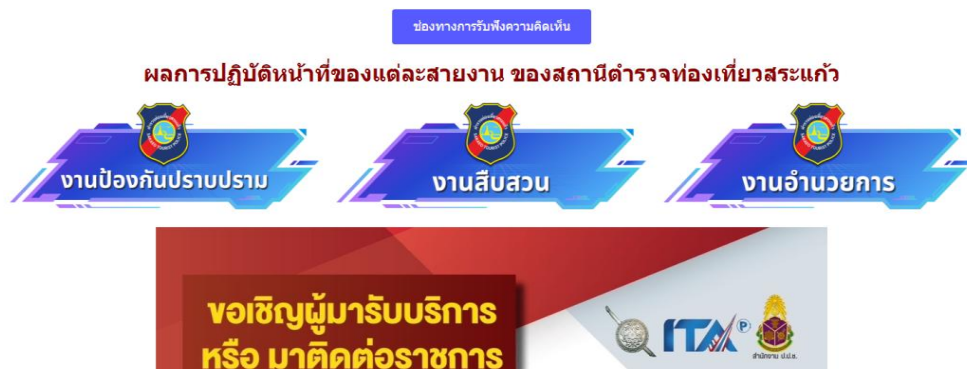 ช่องทางการรับฟังความคิดเห็น
ผลการปฏิบัติหน้าที่ของแต่ละสายงาน ของสถานีตำรวจท่องเที่ยวสระแก้ว
งานป้องกันปราบปราม
งานสืบสวน
งานอำนวยการ
ขอเชิญผู้มารับบริการ
หรือ มาติดต่อราชการ
ITA P
สำนักงาน ป.ป.ช.